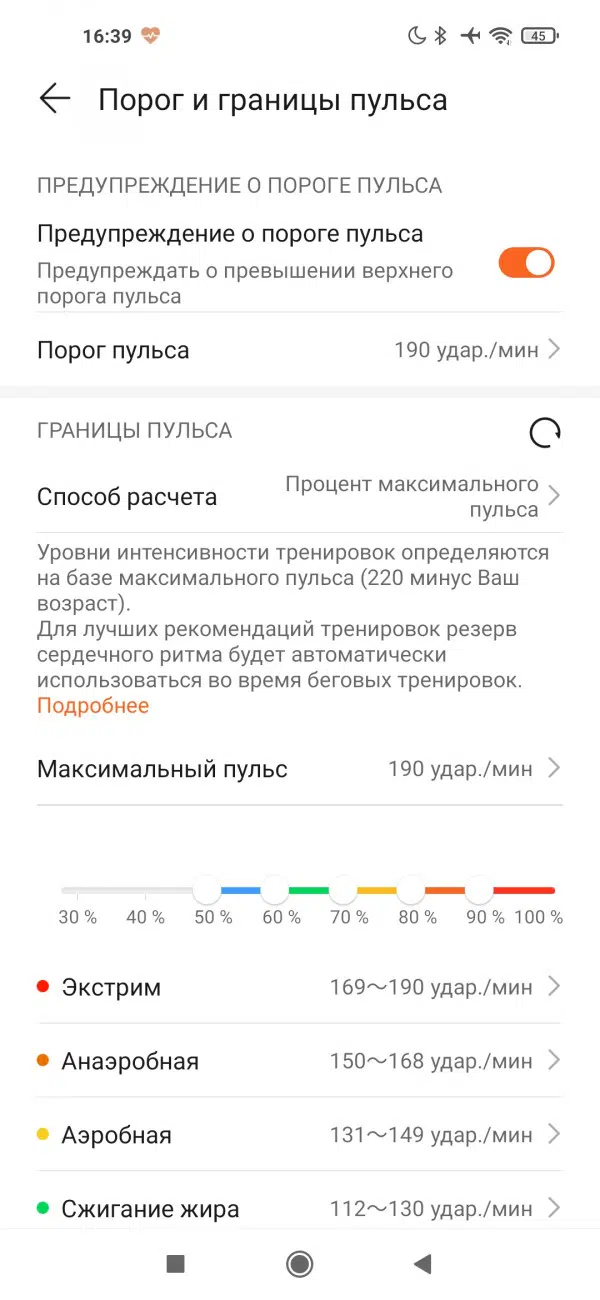 16:39
45
Порог и границы пульса
ПРЕДУПРЕЖДЕНИЕ О ПОРОГЕ ПУЛЬСА
Предупреждение о пороге пульса
Предупреждать о превышении верхнего
порога пульса
Порог пульса 190 удар./мин
ГРАНИЦЫ ПУЛЬСА
Способ расчета Процент максимального
пульса
Уровни интенсивности тренировок определяются
на базе максимального пульса (220 минус Ваш
возраст).
Для лучших рекомендаций тренировок резерв
сердечного ритма будет автоматически
использоваться во время беговых тренировок.
Подробнее
Максимальный пульс 190 удар./мин
30 % 40 % 50 % 60 % 70 % 80 % 90 % 100 %
Экстрим 169～190 удар./мин
Анаэробная 150～168 удар./мин
Аэробная 131～149 удар./мин
Сжигание жира 112～130 удар./мин